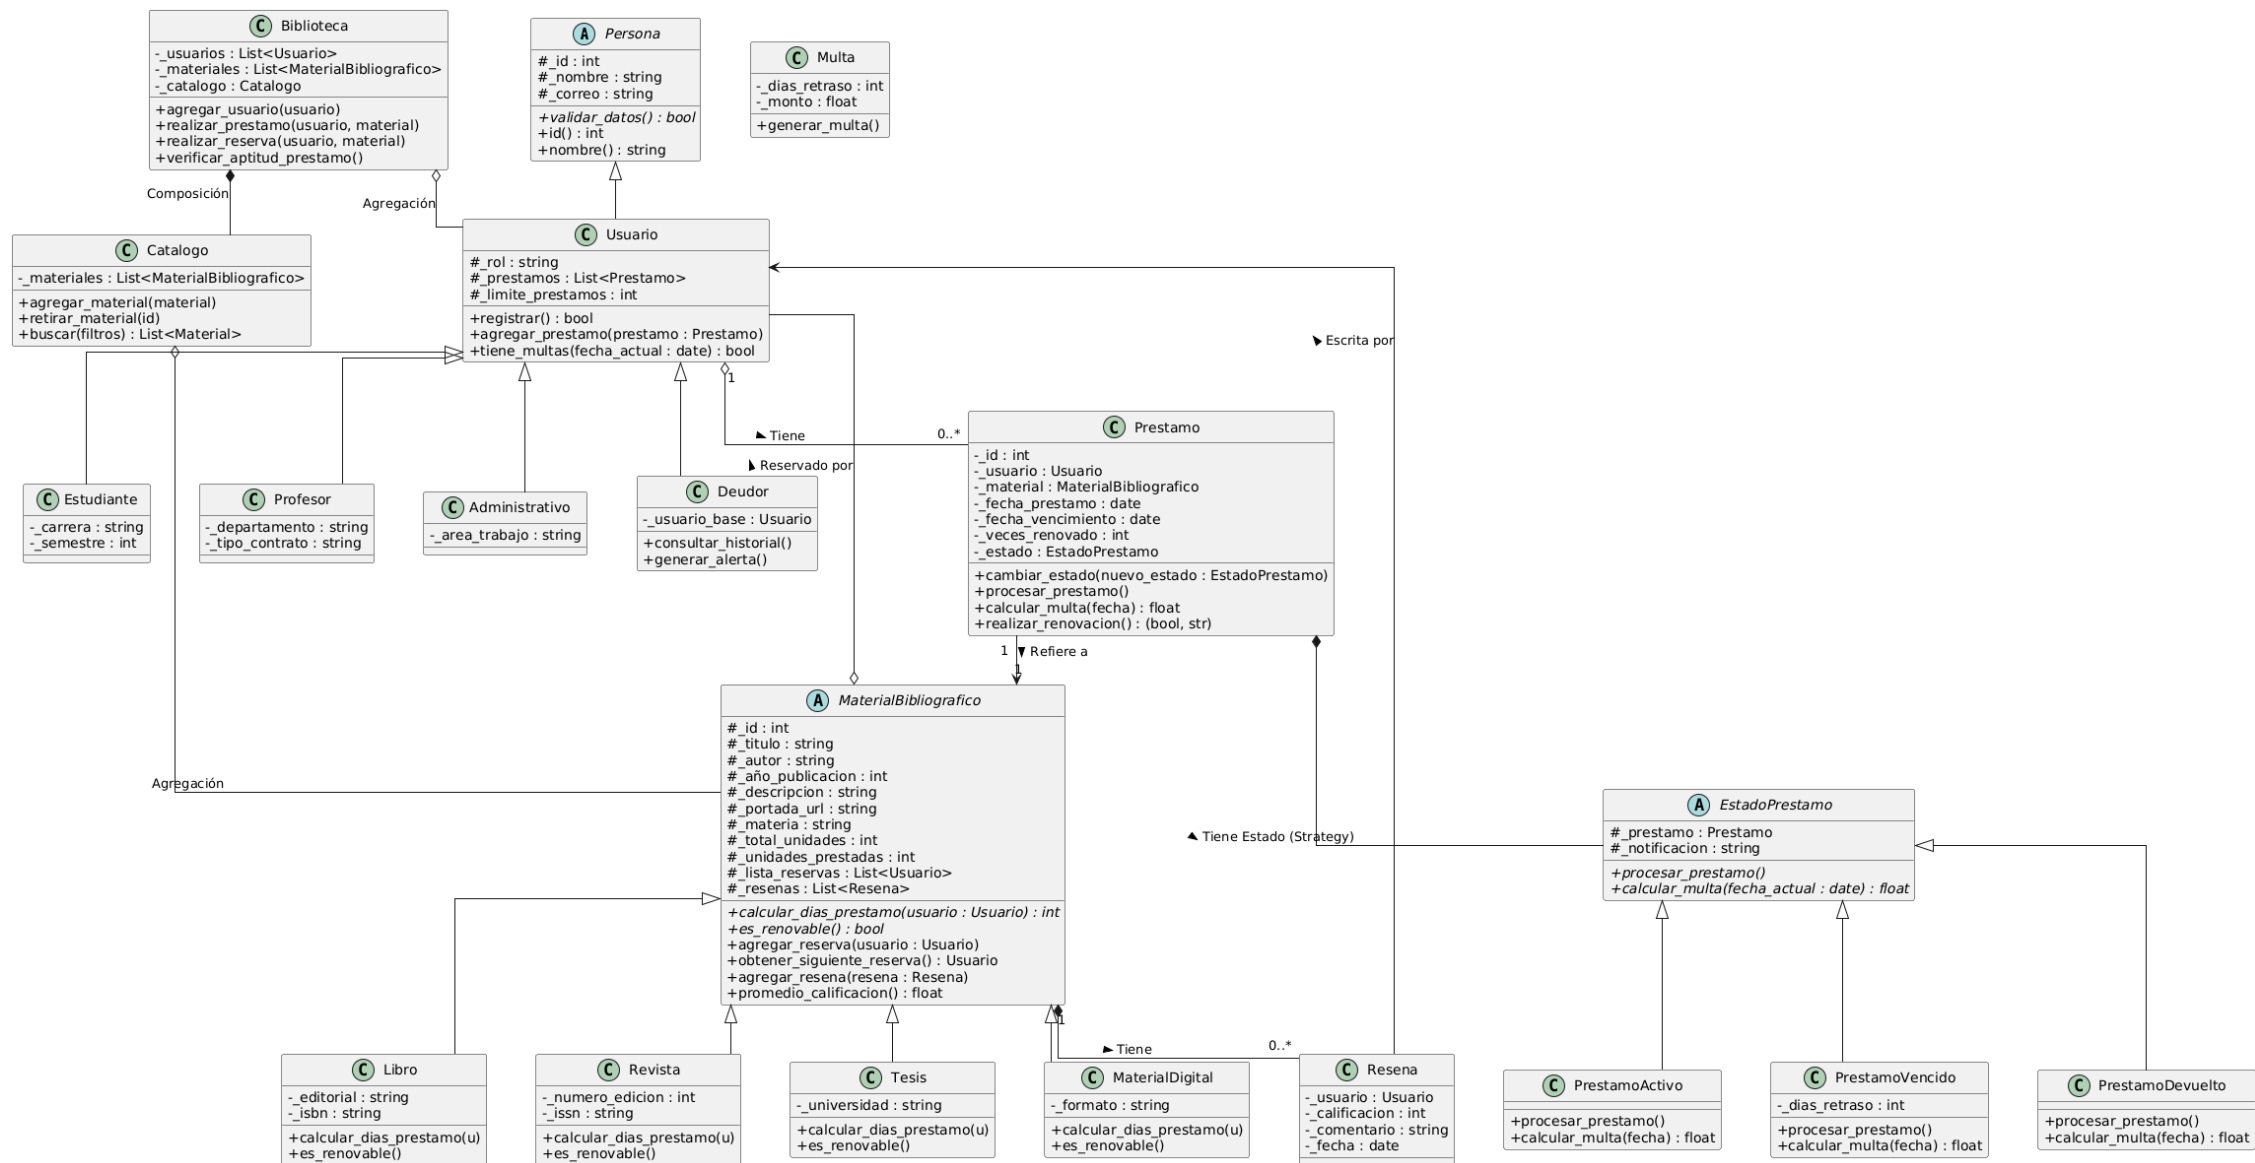 Biblioteca
-_usuarios : List<Usuario>
-_materiales : List<MaterialBibliografico>
-_catalogo : Catalogo
+agregar_usuario(usuario)
+realizar_prestamo(usuario, material)
+realizar_reserva(usuario, material)
+verificar_aptitud_prestamo()
A Persona
#_id : int
#_nombre : string
#_correo : string
+validar_datos() : bool
+id() : int
+nombre() : string
C Multa
-_dias_retraso : int
-_monto : float
+generar_multa()
Composición
Agregación
C Catalogo
-_materiales : List<MaterialBibliografico>
+agregar_material(material)
+retirar_material(id)
+buscar(filtros) : List<Material>
C Usuario
#_rol : string
#_prestamos : List<Prestamo>
#_limite_prestamos : int
+registrar() : bool
+agregar_prestamo(prestamo : Prestamo)
+tiene_multas(fecha_actual : date) : bool
Escrita por
1
Tiene
0..*
Reservado por
C Estudiante
-_carrera : string
-_semestre : int
C Profesor
-_departamento : string
-_tipo_contrato : string
C Administrativo
-_area_trabajo : string
C Deudor
-_usuario_base : Usuario
+consultar_historial()
+generar_alerta()
C Prestamo
-_id : int
-_usuario : Usuario
-_material : MaterialBibliografico
-_fecha_prestamo : date
-_fecha_vencimiento : date
-_veces_renovado : int
-_estado : EstadoPrestamo
+cambiar_estado(nuevo_estado : EstadoPrestamo)
+procesar_prestamo()
+calcular_multa(fecha) : float
+realizar_renovacion() : (bool, str)
1
Refiere a
1
Agregación
A MaterialBibliografico
#_id : int
#_titulo : string
#_autor : string
#_año_publicacion : int
#_descripcion : string
#_portada_url : string
#_materia : string
#_total_unidades : int
#_unidades_prestadas : int
#_lista_reservas : List<Usuario>
#_resenas : List<Resena>
+calcular_dias_prestamo(usuario : Usuario) : int
+es_renovable() : bool
+agregar_reserva(usuario : Usuario)
+obtener_siguiente_reserva() : Usuario
+agregar_resena(resena : Resena)
+promedio_calificacion() : float
Tiene Estado (Strategy)
A EstadoPrestamo
#_prestamo : Prestamo
#_notificacion : string
+procesar_prestamo()
+calcular_multa(fecha_actual : date) : float
1
Tiene
0..*
C Libro
-_editorial : string
-_isbn : string
+calcular_dias_prestamo(u)
+es_renovable()
C Revista
-_numero_edicion : int
-_issn : string
+calcular_dias_prestamo(u)
+es_renovable()
C Tesis
-_universidad : string
+calcular_dias_prestamo(u)
+es_renovable()
C MaterialDigital
-_formato : string
+calcular_dias_prestamo(u)
+es_renovable()
C Resena
-_usuario : Usuario
-_calificacion : int
-_comentario : string
-_fecha : date
C PrestamoActivo
+procesar_prestamo()
+calcular_multa(fecha) : float
C PrestamoVencido
-_dias_retraso : int
+procesar_prestamo()
+calcular_multa(fecha) : float
C PrestamoDevuelto
+procesar_prestamo()
+calcular_multa(fecha) : float